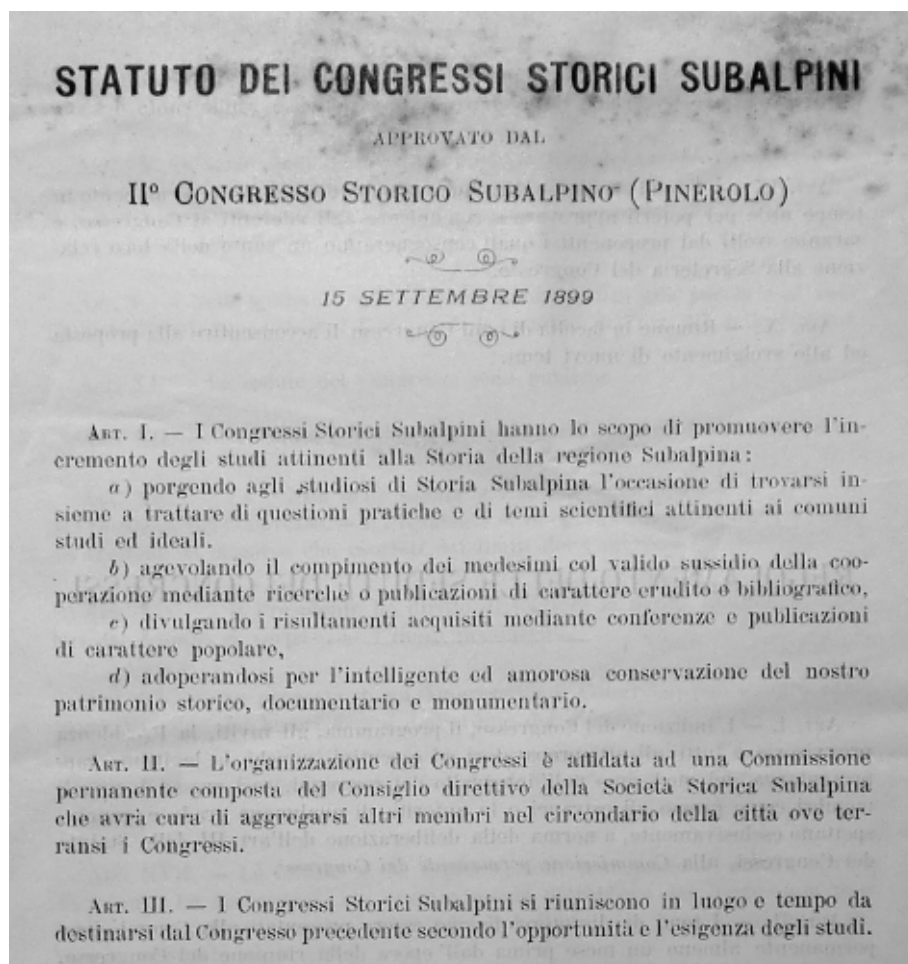 STATUTO DEI CONGRESSI STORICI SUBALPINI
APPROVATO DAL
IIº CONGRESSO STORICO SUBALPINO (PINEROLO)
15 SETTEMBRE 1899
ART. I. — I Congressi Storici Subalpini hanno lo scopo di promuovere l'in-
cremento degli studi attinenti alla Storia della regione Subalpina:
a) porgendo agli studiosi di Storia Subalpina l'occasione di trovarsi in-
sieme a trattare di questioni pratiche e di temi scientifici attinenti ai comuni
studi ed ideali.
b) agevolando il compimento dei medesimi col valido sussidio della coo-
perazione mediante ricerche o pubblicazioni di carattere erudito o bibliografico,
c) divulgando i risultamenti acquisiti mediante conferenze e publicazioni
di carattere popolare,
d) adoperandosi per l'intelligente ed amorosa conservazione del nostro
patrimonio storico, documentario e monumentario.
ART. II. — L'organizzazione dei Congressi è affidata ad una Commissione
permanente composta del Consiglio direttivo della Società Storica Subalpina
che avrà cura di aggregarsi altri membri nel circondario della città ove ter-
ransi i Congressi.
ART. III. — I Congressi Storici Subalpini si riuniscono in luogo e tempo da
destinarsi dal Congresso precedente secondo l'opportunità e l'esigenza degli studi.